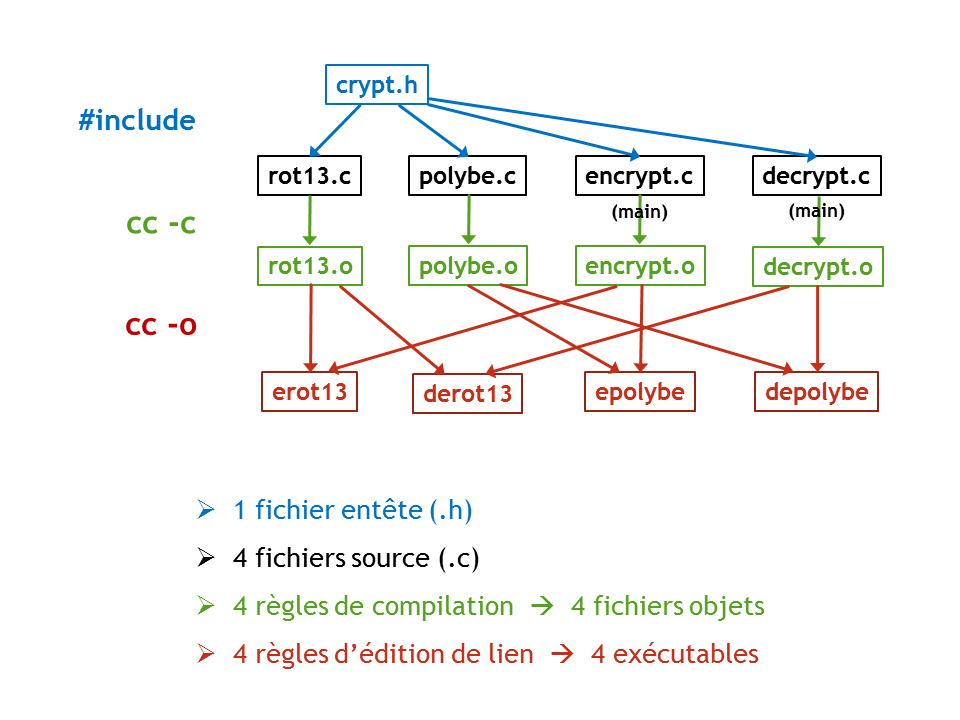 crypt.h
#include
rot13.c polybe.c encrypt.c decrypt.c
(main) (main)
cc -c
rot13.o polybe.o encrypt.o decrypt.o
cc -o
erot13 derot13 epolybe depolybe
➢ 1 fichier entête (.h)
➢ 4 fichiers source (.c)
➢ 4 règles de compilation → 4 fichiers objets
➢ 4 règles d’édition de lien → 4 exécutables